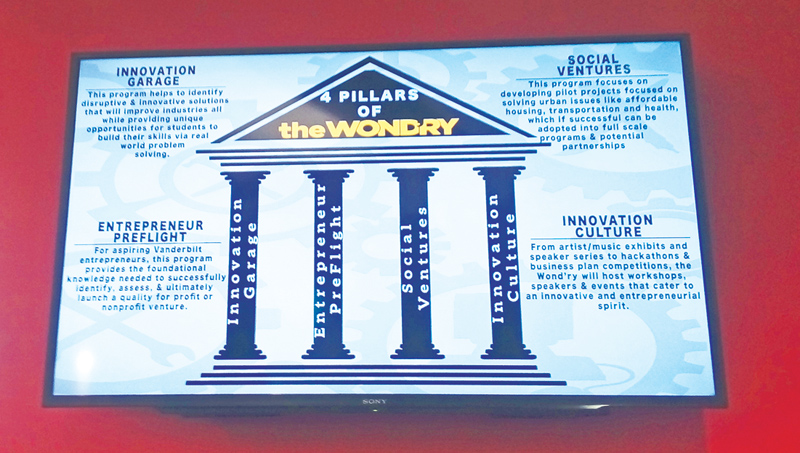 INNOVATION
GARAGE
This program helps to identify
disruptive & innovative solutions
that will improve industries all
while providing unique
opportunities for students to
build their skills via real
world problem
solving.
4 PILLARS
OF
theWONDRY
SOCIAL
VENTURES
This program focuses on
developing pilot projects focused on
solving urban issues like affordable
housing, transportation and health,
which if successful can be
adopted into full scale
programs & potential
partnerships
ENTREPRENEUR
PREFLIGHT
For aspiring Vanderbilt
entrepreneurs, this program
provides the foundational
knowledge needed to successfully
identify, assess, & ultimately
launch a quality for profit or
nonprofit venture.
Innovation
Garage
Entrepreneur
PreFlight
Social
Ventures
Innovation
Culture
INNOVATION
CULTURE
From artist/music exhibits and
speaker series to hackathons &
business plan competitions, the
Wond'ry will host workshops,
speakers & events that cater to
an innovative and entrepreneurial
spirit.
SONY